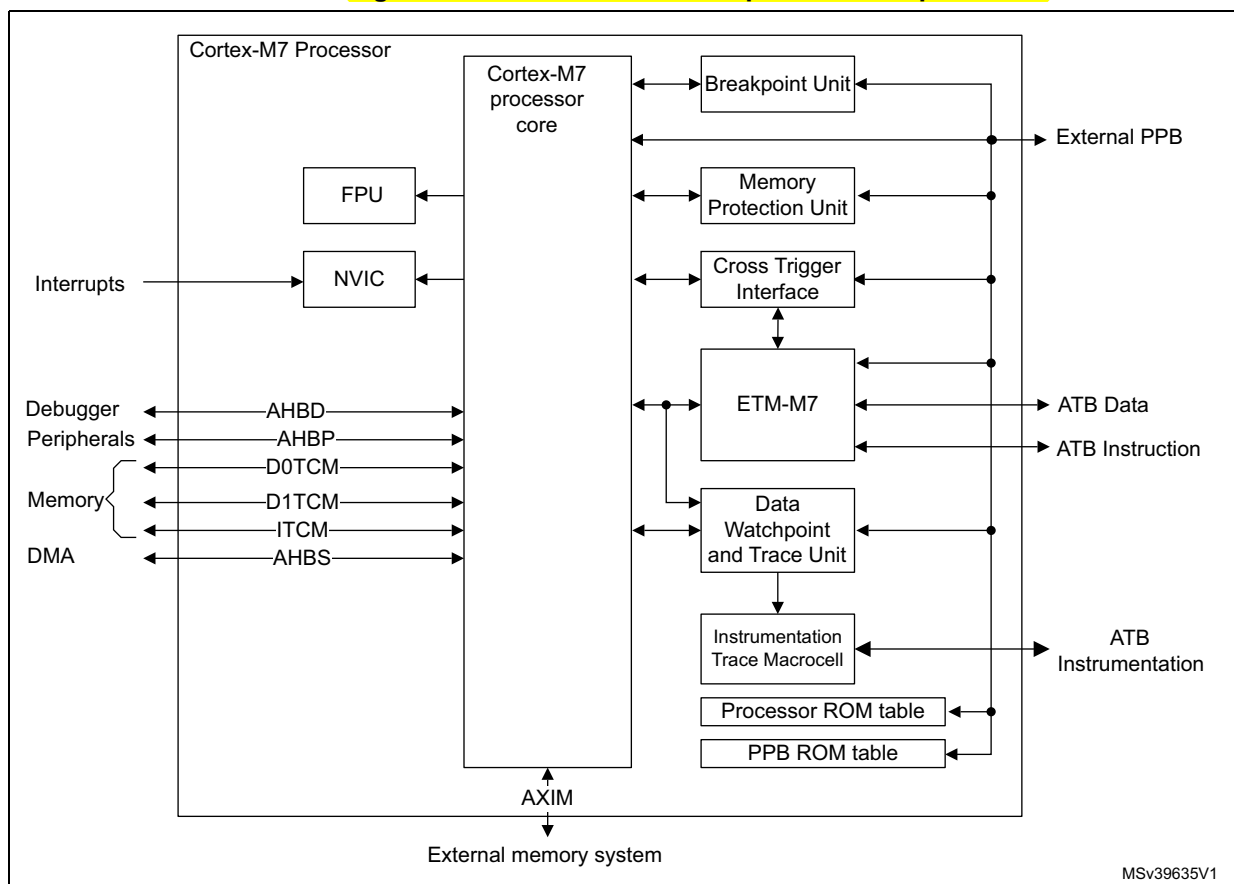 Cortex-M7 Processor
Cortex-M7
processor
core
Breakpoint Unit
External PPB
FPU
Memory
Protection Unit
Interrupts
NVIC
Cross Trigger
Interface
ETM-M7
Debugger
AHBD
ATB Data
Peripherals
AHBP
ATB Instruction
Memory
D0TCM
D1TCM
ITCM
Data
Watchpoint
and Trace Unit
DMA
AHBS
Instrumentation
Trace Macrocell
ATB
Instrumentation
Processor ROM table
PPB ROM table
AXIM
External memory system
MSv39635V1